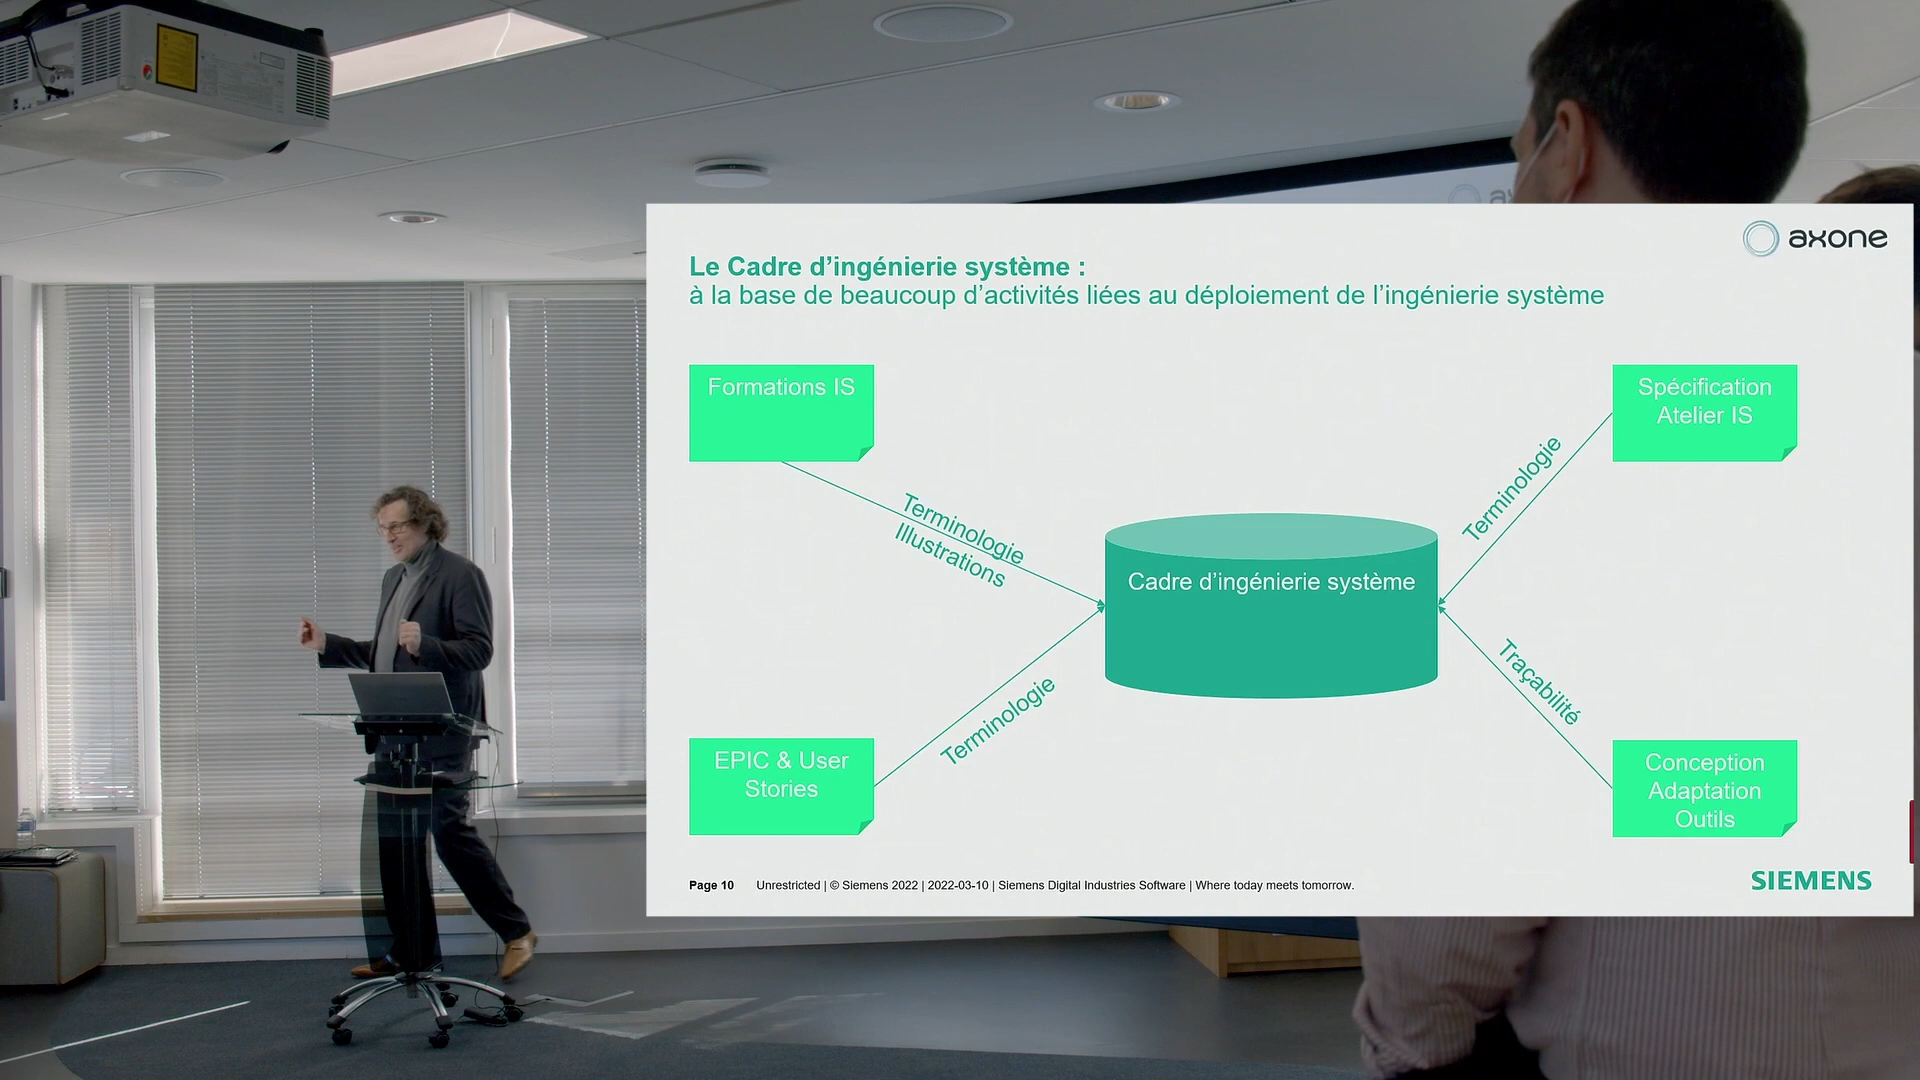 axone
Le Cadre d’ingénierie système :
à la base de beaucoup d’activités liées au déploiement de l’ingénierie système
Formations IS
Spécification
Atelier IS
Terminologie
Illustrations
Terminologie
Cadre d’ingénierie système
Terminologie
Traçabilité
EPIC & User
Stories
Conception
Adaptation
Outils
Page 10 Unrestricted | © Siemens 2022 | 2022-03-10 | Siemens Digital Industries Software | Where today meets tomorrow.
SIEMENS